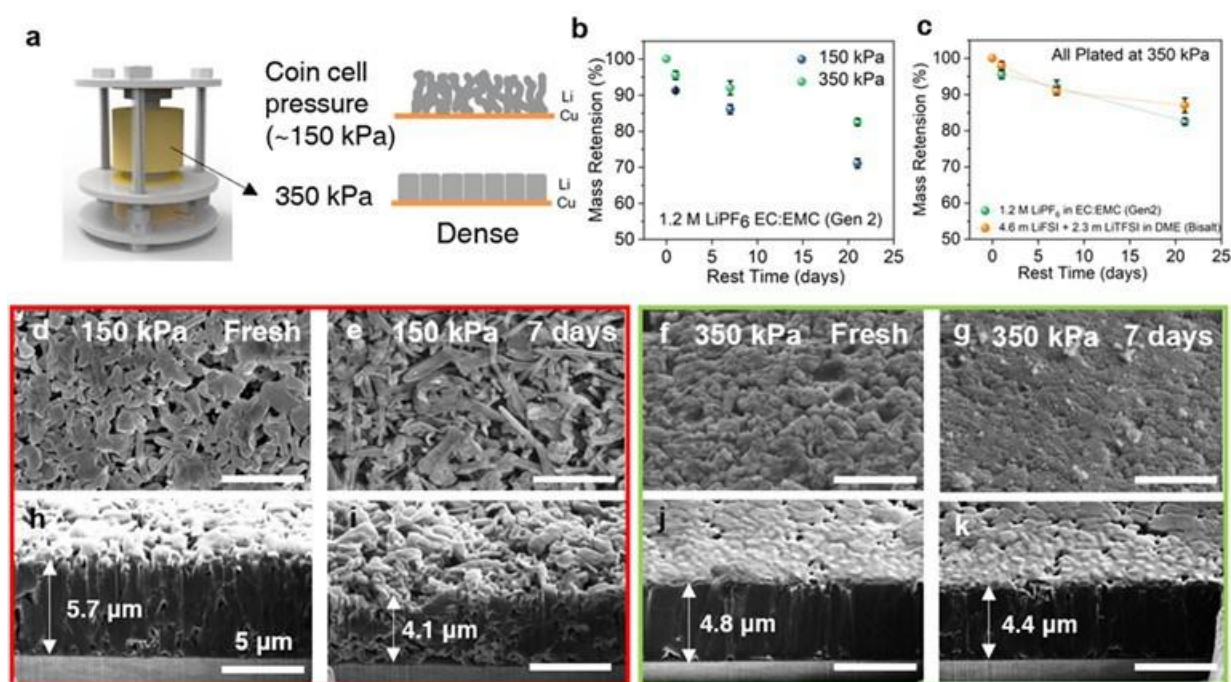 a
Coin cell
pressure
(~150 kPa)
Li
Cu
350 kPa
Li
Cu
Dense
b
Mass Retension (%)
100
90
80
70
60
50
0 5 10 15 20 25
Rest Time (days)
150 kPa
350 kPa
1.2 M LiPF6 EC:EMC (Gen 2)
c
Mass Retension (%)
100
90
80
70
60
50
0 5 10 15 20 25
Rest Time (days)
All Plated at 350 kPa
1.2 M LiPF6 in EC:EMC (Gen2)
4.6 m LiFSI + 2.3 m LiTFSI in DME (Bisalt)
d 150 kPa Fresh
e 150 kPa 7 days
f 350 kPa Fresh
g 350 kPa 7 days
h
5.7 µm
5 µm
i
4.1 µm
j
4.8 µm
k
4.4 µm